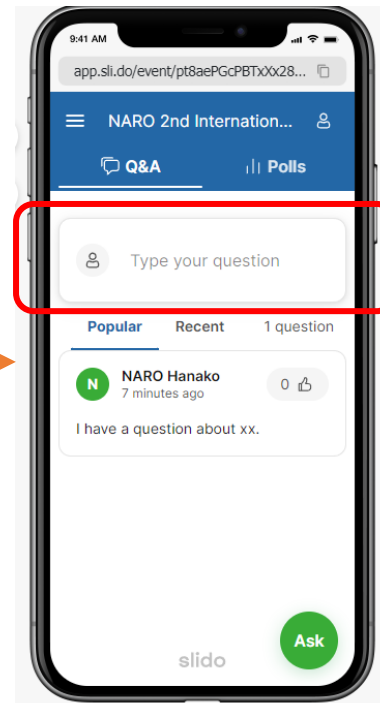 9:41 AM
app.sli.do/event/pt8aePGcPBTxXx28...
NARO 2nd Internation...
Q&A Polls
Type your question
Popular Recent 1 question
N NARO Hanako 0
7 minutes ago
I have a question about xx.
Ask
slido